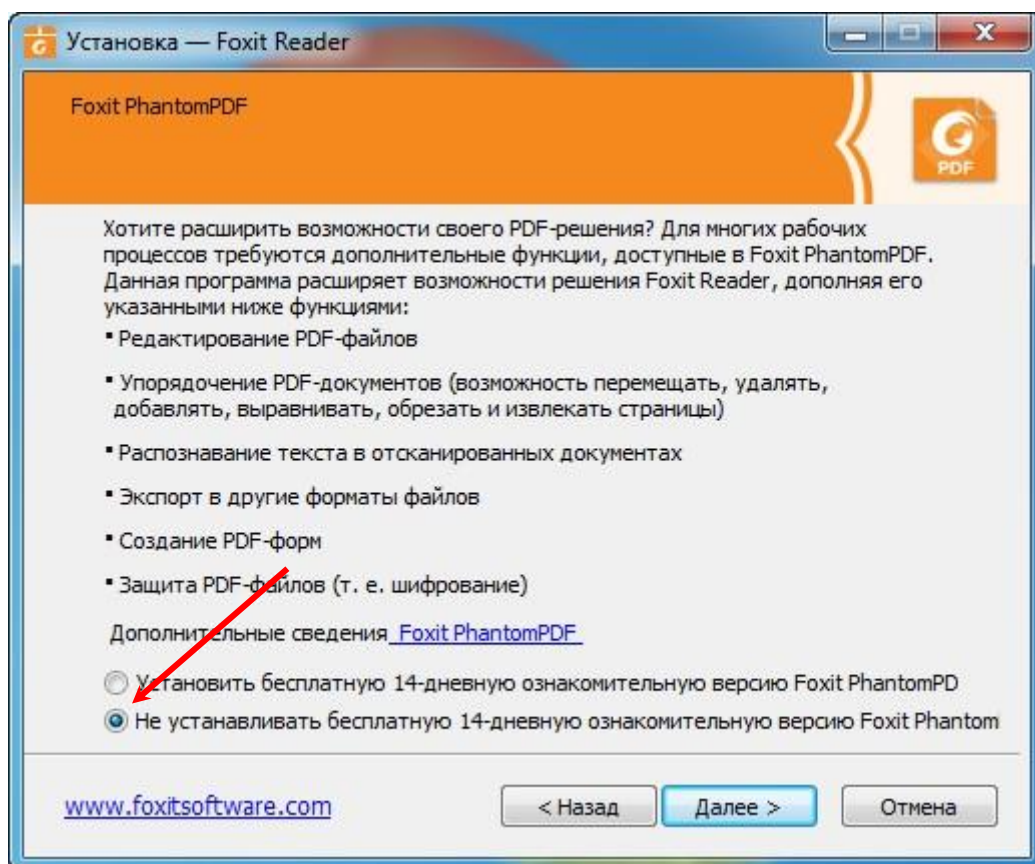 Установка — Foxit Reader
Foxit PhantomPDF
PDF
Хотите расширить возможности своего PDF-решения? Для многих рабочих
процессов требуются дополнительные функции, доступные в Foxit PhantomPDF.
Данная программа расширяет возможности решения Foxit Reader, дополняя его
указанными ниже функциями:
▪ Редактирование PDF-файлов
▪ Упорядочение PDF-документов (возможность перемещать, удалять,
добавлять, выравнивать, обрезать и извлекать страницы)
▪ Распознавание текста в отсканированных документах
▪ Экспорт в другие форматы файлов
▪ Создание PDF-форм
▪ Защита PDF-файлов (т. е. шифрование)
Дополнительные сведения Foxit PhantomPDF
Установить бесплатную 14-дневную ознакомительную версию Foxit PhantomPD
Не устанавливать бесплатную 14-дневную ознакомительную версию Foxit Phantom
www.foxitsoftware.com
< Назад
Далее >
Отмена